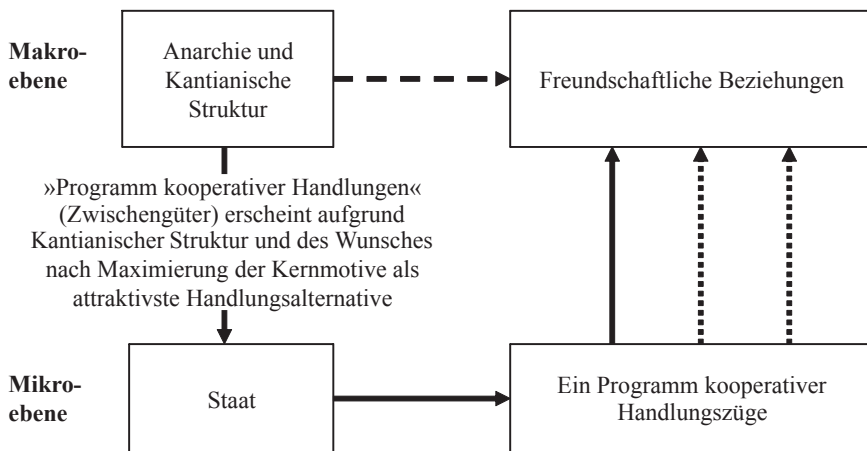 Makro-
ebene
Anarchie und
Kantianische
Struktur
Freundschaftliche Beziehungen
»Programm kooperativer Handlungen«
(Zwischengüter) erscheint aufgrund
Kantianischer Struktur und des Wunsches
nach Maximierung der Kernmotive als
attraktivste Handlungsalternative
Mikro-
ebene
Staat
Ein Programm kooperativer
Handlungszüge